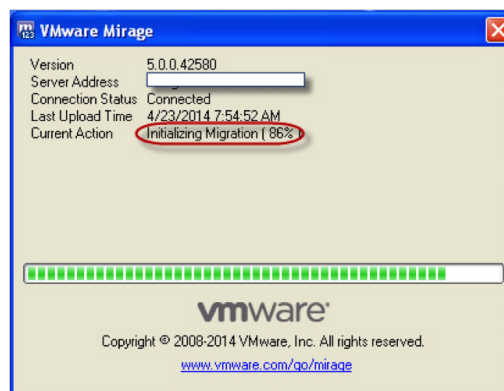 VMware Mirage
Version 5.0.0.42580
Server Address
Connection Status Connected
Last Upload Time 4/23/2014 7:54:52 AM
Current Action Initializing Migration ( 86% )
vmware®
Copyright © 2008-2014 VMware, Inc. All rights reserved.
www.vmware.com/go/mirage